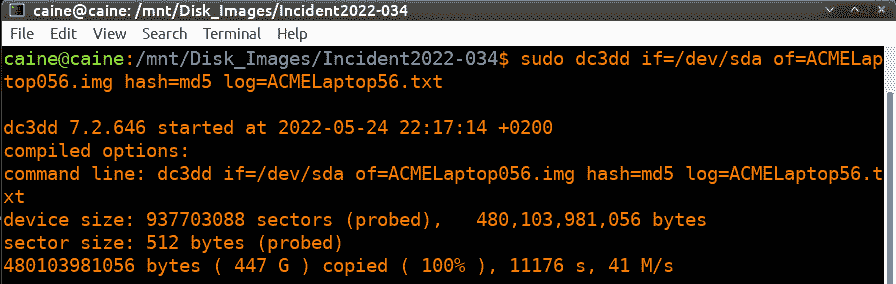 caine@caine: /mnt/Disk_Images/Incident2022-034
File Edit View Search Terminal Help
caine@caine:/mnt/Disk_Images/Incident2022-034$ sudo dc3dd if=/dev/sda of=ACMELap
top056.img hash=md5 log=ACMELaptop56.txt
dc3dd 7.2.646 started at 2022-05-24 22:17:14 +0200
compiled options:
command line: dc3dd if=/dev/sda of=ACMELaptop056.img hash=md5 log=ACMELaptop56.t
xt
device size: 937703088 sectors (probed),   480,103,981,056 bytes
sector size: 512 bytes (probed)
480103981056 bytes ( 447 G ) copied ( 100% ), 11176 s, 41 M/s